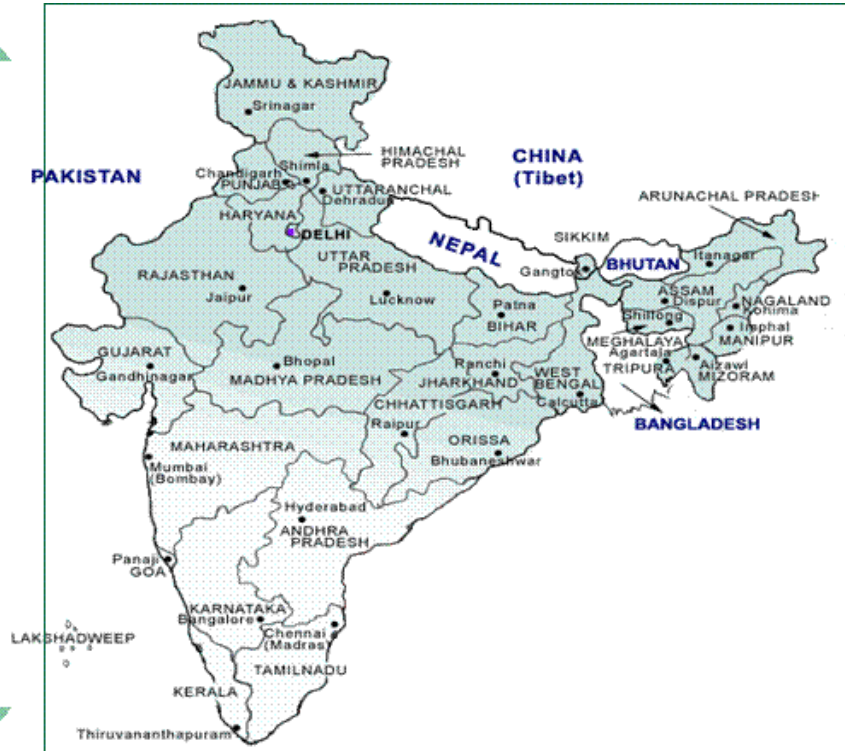 JAMMU & KASHMIR
Srinagar
HIMACHAL
PRADESH
CHINA
(Tibet)
PAKISTAN
Chandigarh
Shimla
PUNJAB
UTTARANCHAL
Dehradun
ARUNACHAL PRADESH
HARYANA
DELHI
NEPAL
SIKKIM
Gangtok
BHUTAN
Itanagar
RAJASTHAN
Jaipur
UTTAR
PRADESH
Lucknow
ASSAM
Dispur
NAGALAND
Kohima
Patna
BIHAR
Shillong
MEGHALAYA
Imphal
MANIPUR
GUJARAT
Gandhinagar
Bhopal
MADHYA PRADESH
Ranchi
JHARKHAND
WEST
BENGAL
Calcutta
Agartala
TRIPURA
Aizawl
MIZORAM
CHHATTISGARH
Raipur
BANGLADESH
MAHARASHTRA
Mumbai
(Bombay)
ORISSA
Bhubaneshwar
Hyderabad
ANDHRA
PRADESH
Panaji
GOA
KARNATAKA
Bangalore
Chennai
(Madras)
LAKSHADWEEP
TAMILNADU
KERALA
Thiruvananthapuram